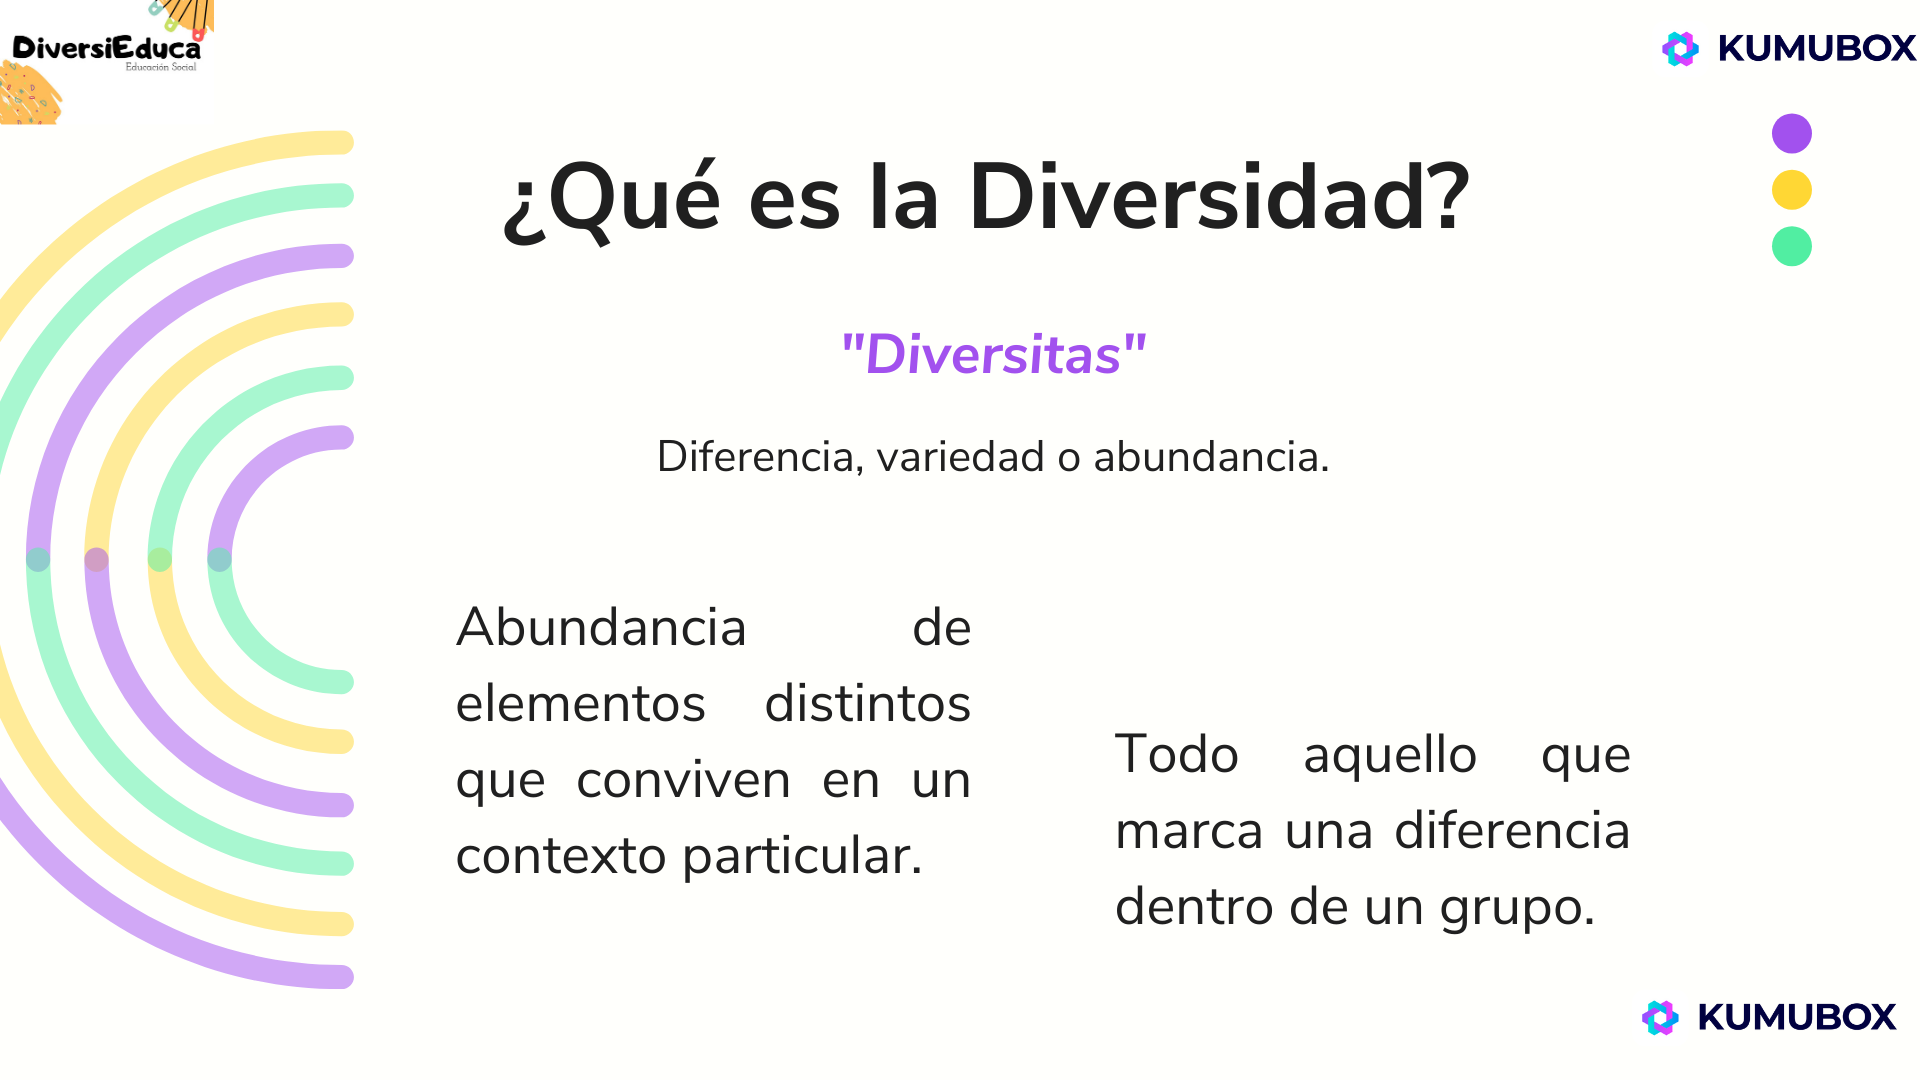 DiversiEduca
Educación Social
KUMUBOX
¿Qué es la Diversidad?
"Diversitas"
Diferencia, variedad o abundancia.
Abundancia de
elementos distintos
que conviven en un
contexto particular.
Todo aquello que
marca una diferencia
dentro de un grupo.
KUMUBOX